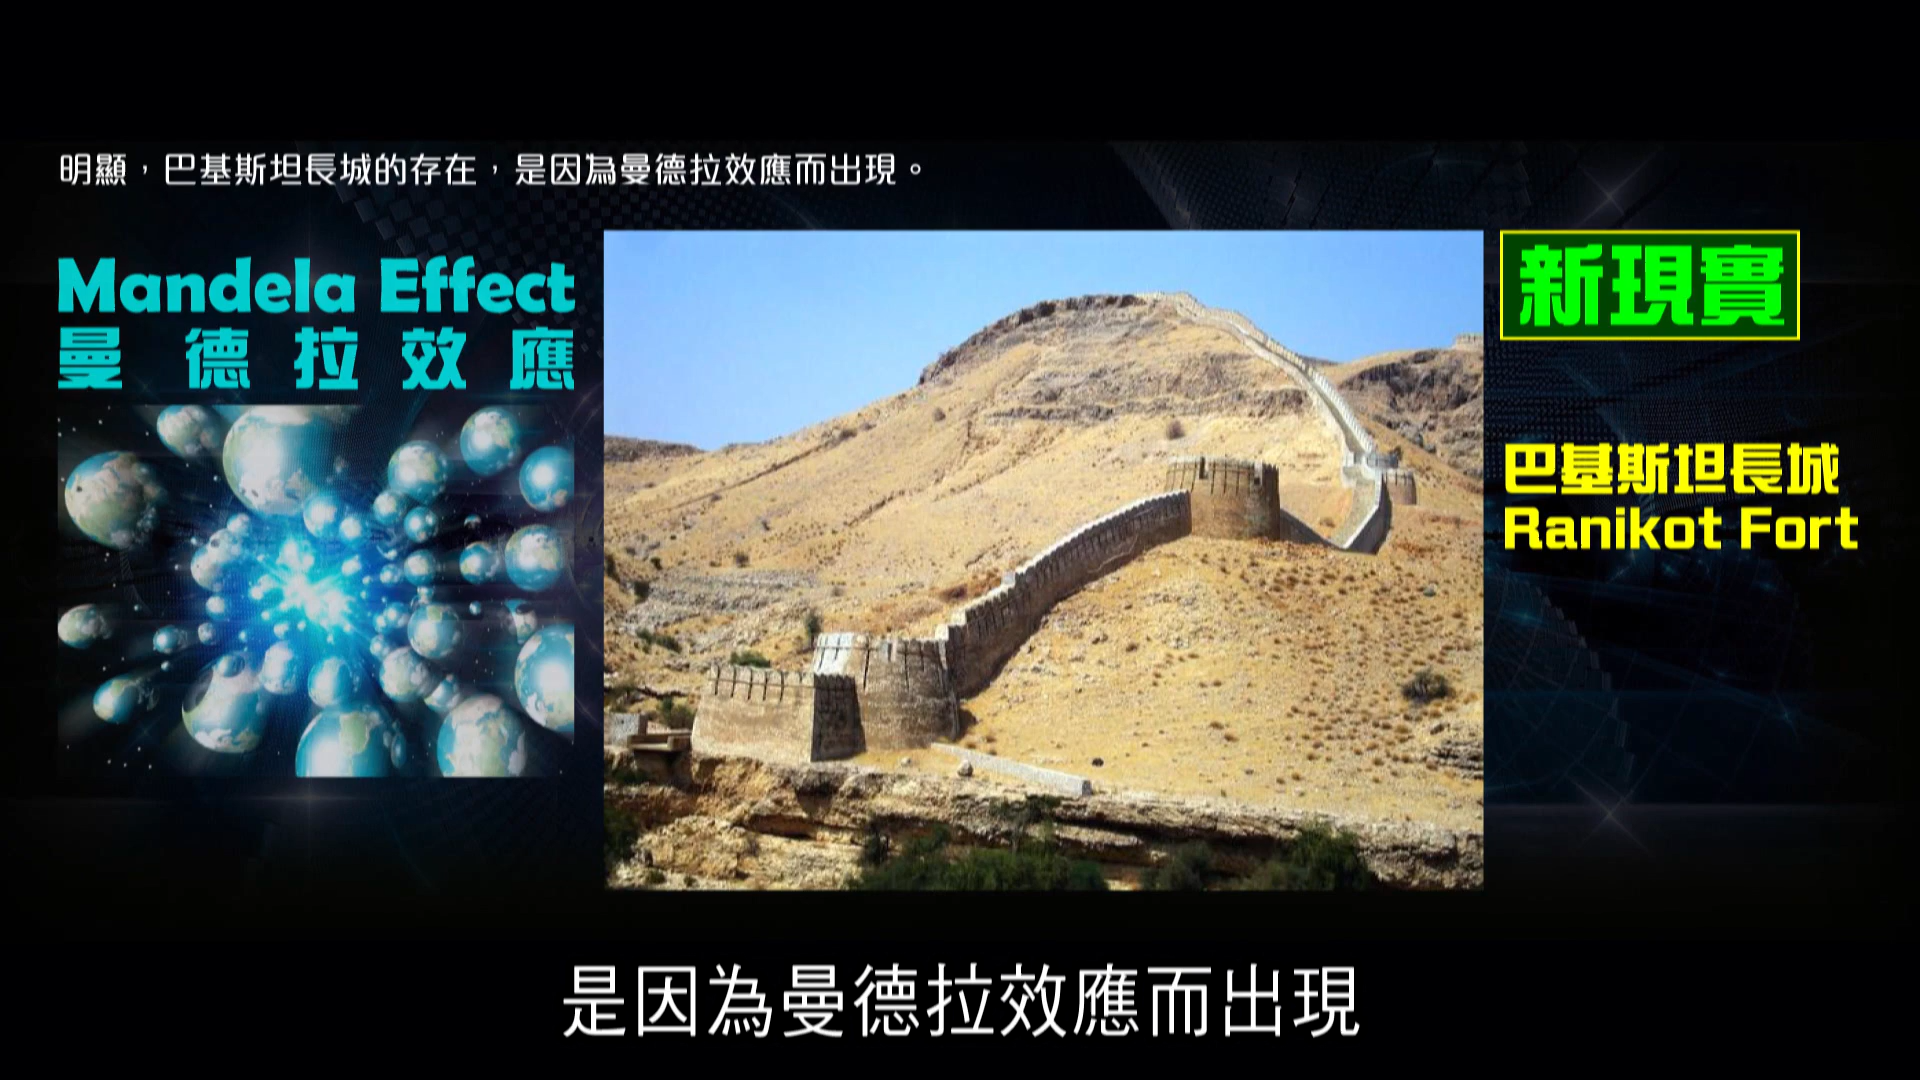 明顯，巴基斯坦長城的存在，是因為曼德拉效應而出現。
Mandela Effect
曼德拉效應
新現實
巴基斯坦長城
Ranikot Fort
是因為曼德拉效應而出現